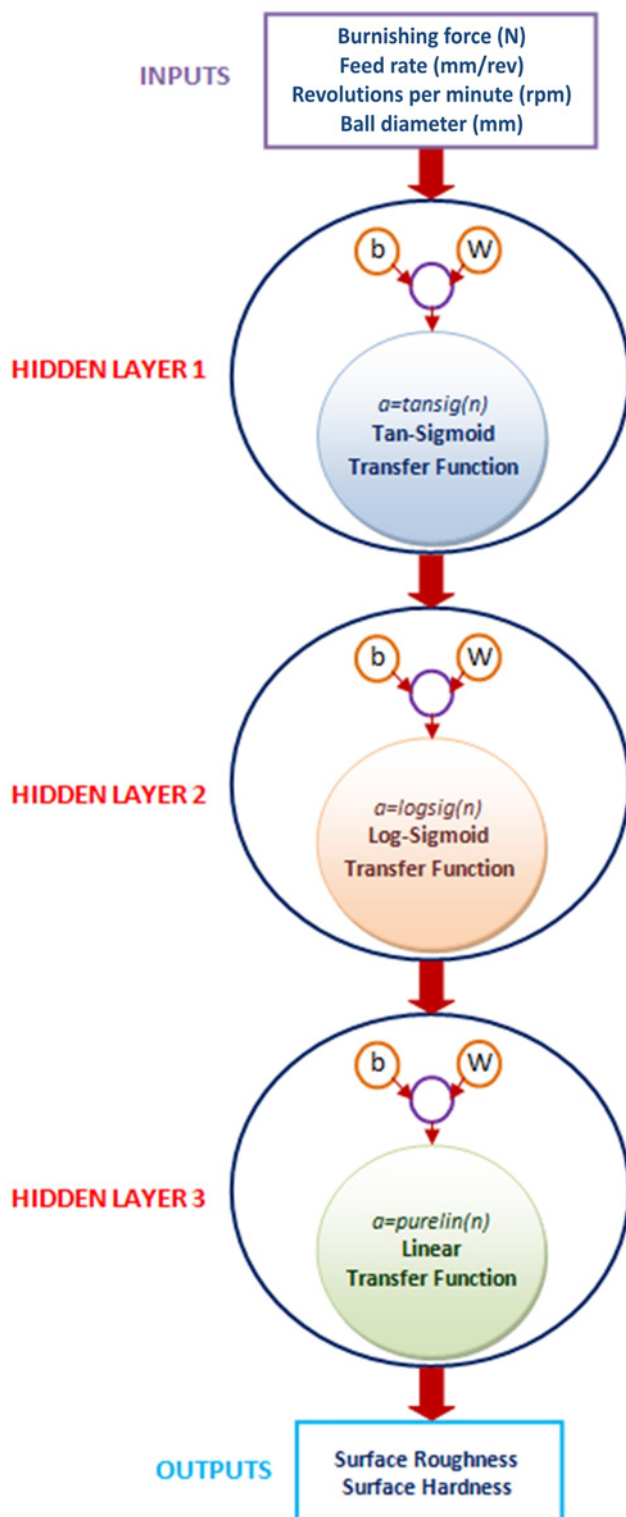 Burnishing force (N)
Feed rate (mm/rev)
INPUTS
Revolutions per minute (rpm)
Ball diameter (mm)
b W
HIDDEN LAYER 1
a=tansig(n)
Tan-Sigmoid
Transfer Function
b W
HIDDEN LAYER 2
a=logsig(n)
Log-Sigmoid
Transfer Function
b W
HIDDEN LAYER 3
a=purelin(n)
Linear
Transfer Function
OUTPUTS
Surface Roughness
Surface Hardness